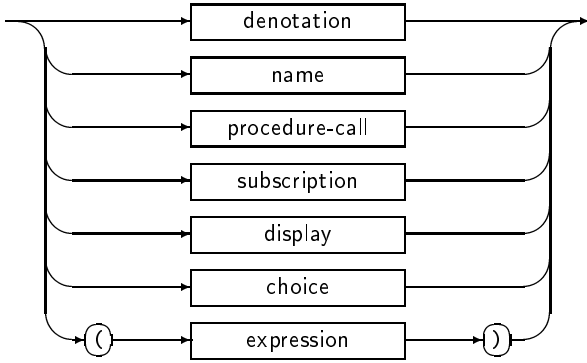 denotation
name
procedure-call
subscription
display
choice
( expression )